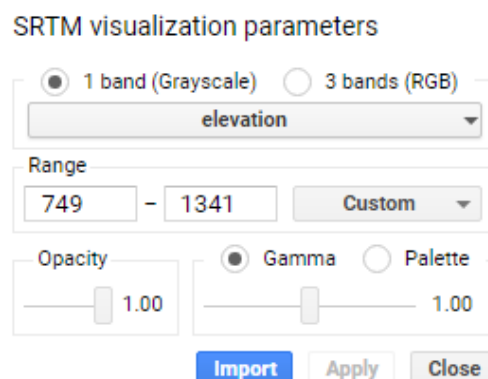 SRTM visualization parameters
1 band (Grayscale) 3 bands (RGB)
elevation
Range
749 – 1341 Custom
Opacity Gamma Palette
1.00 1.00
Import Apply Close